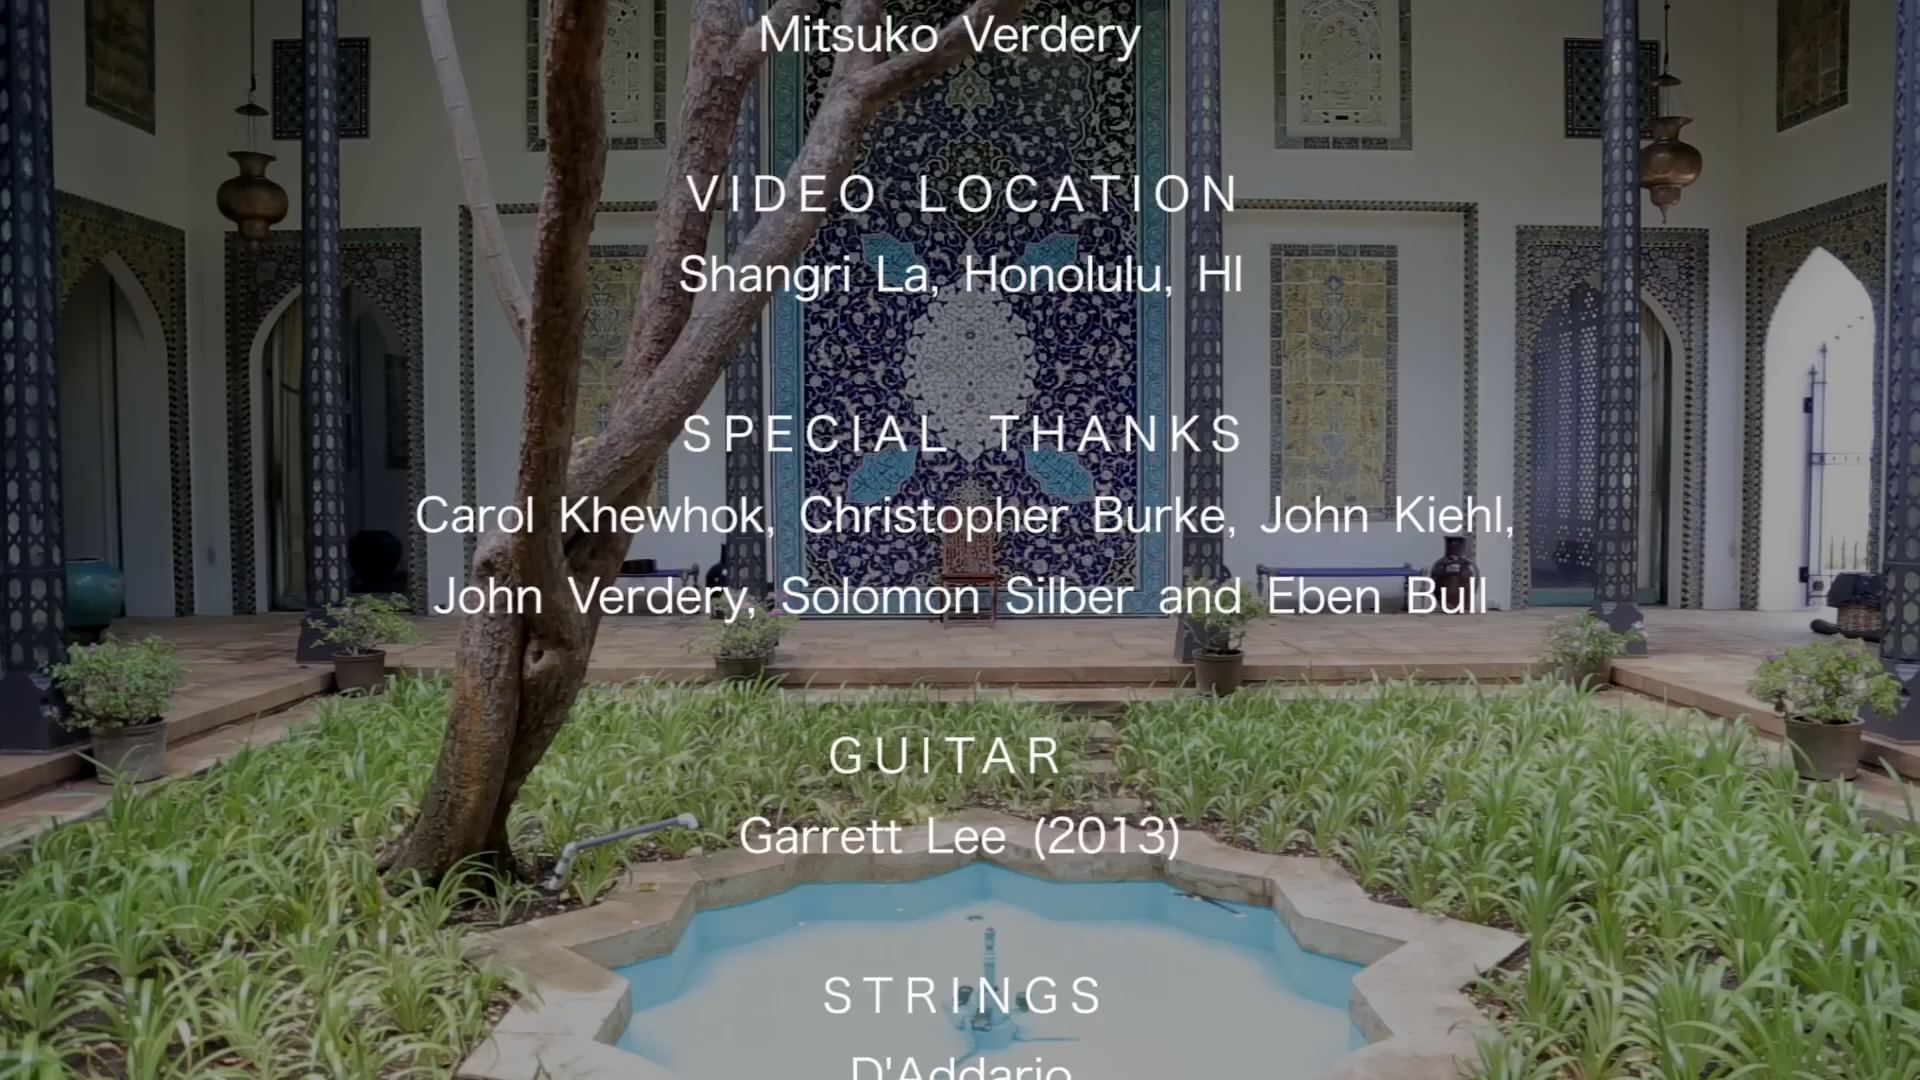 Mitsuko Verdery
VIDEO LOCATION
Shangri La, Honolulu, HI
SPECIAL THANKS
Carol Khewhok, Christopher Burke, John Kiehl,
John Verdery, Solomon Silber and Eben Bull
GUITAR
Garrett Lee (2013)
STRINGS
D'Addario